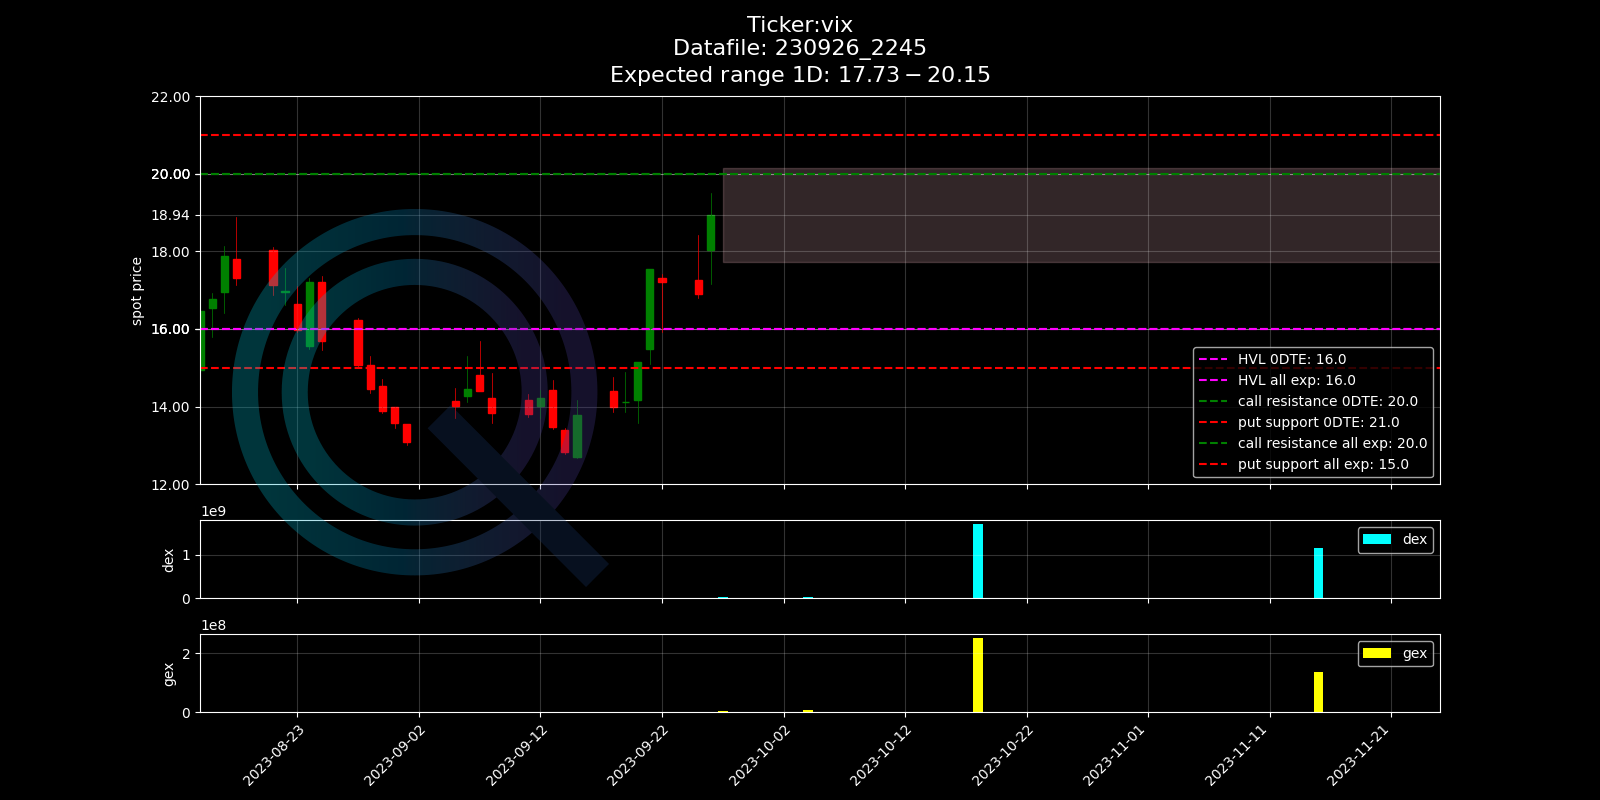 Ticker:vix
Datafile: 230926_2245
Expected range 1D: 17.73 − 20.15
22.00
20.00
18.94
18.00
16.00
14.00
12.00
spot price
HVL 0DTE: 16.0
HVL all exp: 16.0
call resistance 0DTE: 20.0
put support 0DTE: 21.0
call resistance all exp: 20.0
put support all exp: 15.0
1e9
1
0
dex
dex
1e8
2
0
gex
gex
2023-08-23
2023-09-02
2023-09-12
2023-09-22
2023-10-02
2023-10-12
2023-10-22
2023-11-01
2023-11-11
2023-11-21